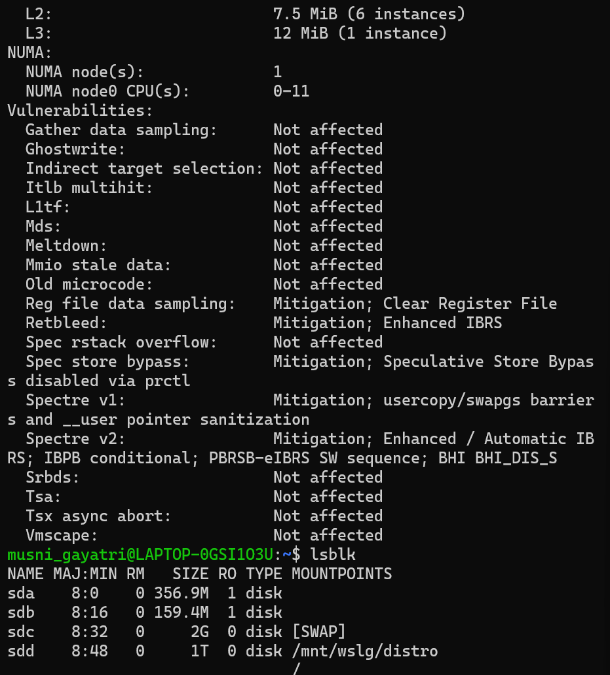 L2: 7.5 MiB (6 instances)
L3: 12 MiB (1 instance)
NUMA:
NUMA node(s): 1
NUMA node0 CPU(s): 0-11
Vulnerabilities:
Gather data sampling: Not affected
Ghostwrite: Not affected
Indirect target selection: Not affected
Itlb multihit: Not affected
L1tf: Not affected
Mds: Not affected
Meltdown: Not affected
Mmio stale data: Not affected
Old microcode: Not affected
Reg file data sampling: Mitigation; Clear Register File
Retbleed: Mitigation; Enhanced IBRS
Spec rstack overflow: Not affected
Spec store bypass: Mitigation; Speculative Store Bypas
s disabled via prctl
Spectre v1: Mitigation; usercopy/swapgs barrier
s and __user pointer sanitization
Spectre v2: Mitigation; Enhanced / Automatic IB
RS; IBPB conditional; PBRSB-eIBRS SW sequence; BHI BHI_DIS_S
Srbds: Not affected
Tsa: Not affected
Tsx async abort: Not affected
Vmscape: Not affected
musni_gayatri@LAPTOP-0GSI1O3U:~$ lsblk
NAME MAJ:MIN RM SIZE RO TYPE MOUNTPOINTS
sda 8:0 0 356.9M 1 disk
sdb 8:16 0 159.4M 1 disk
sdc 8:32 0 2G 0 disk [SWAP]
sdd 8:48 0 1T 0 disk /mnt/wslg/distro
/